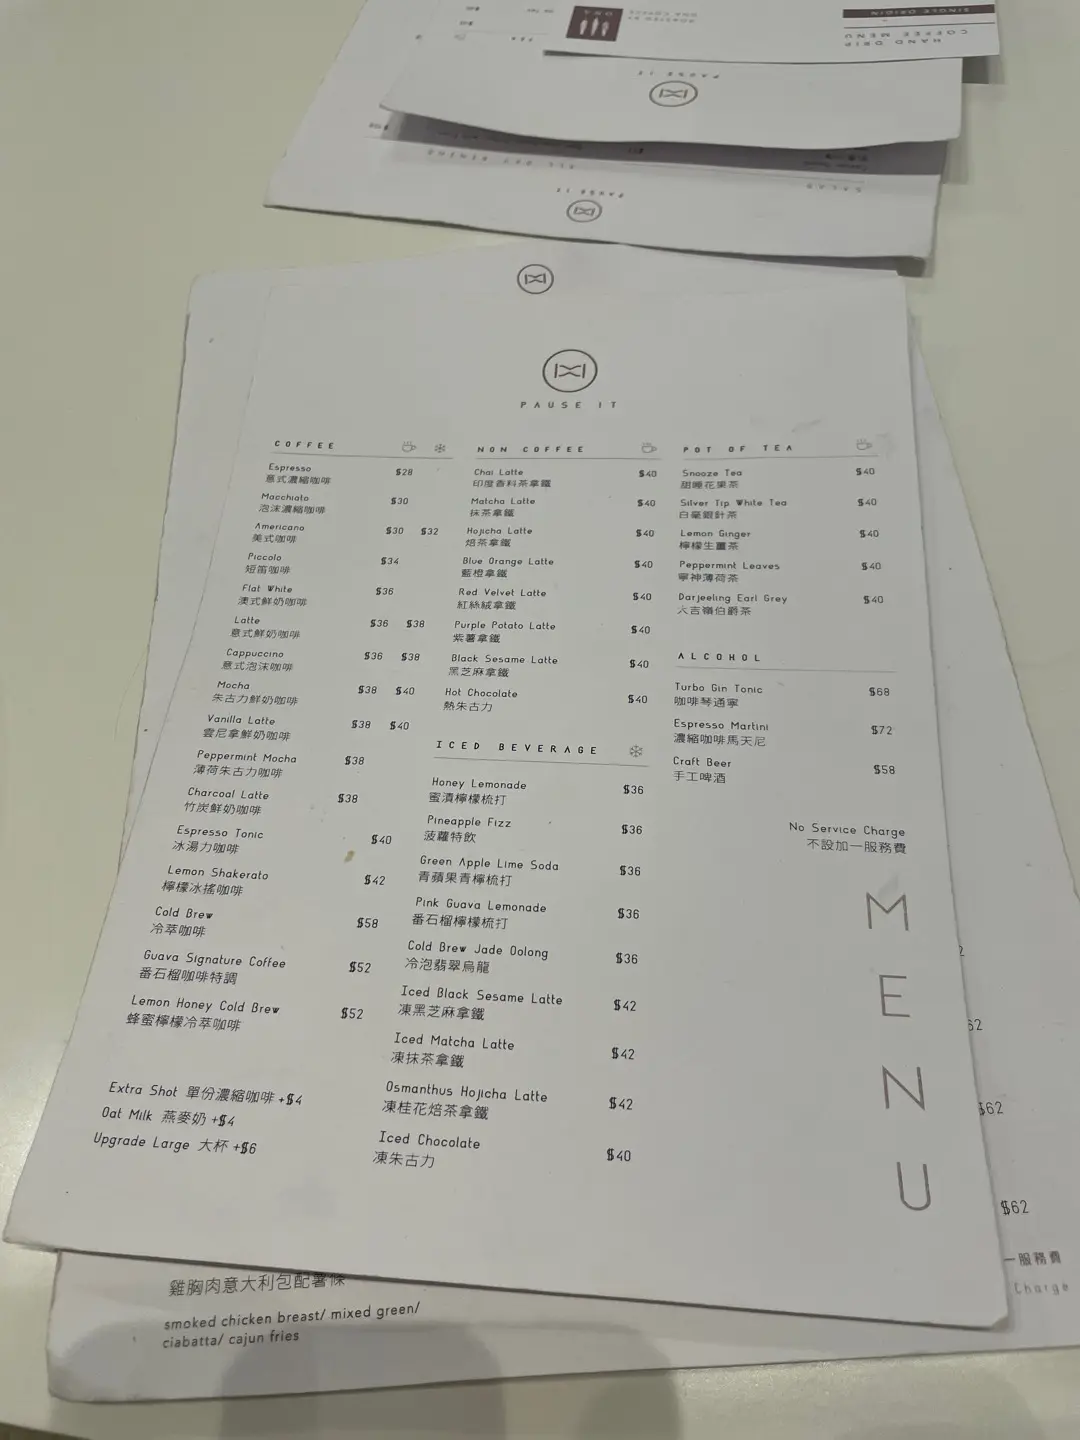 SINGLE ORIGIN
HAND DRIP
COFFEE MENU
ROASTED BY
TEA
PAUSE IT
ALL DAY DINING
SALAD
PAUSE IT
PAUSE IT
COFFEE
Espresso $28
意式濃縮咖啡
Macchiato $30
泡沫濃縮咖啡
Americano $30 $32
美式咖啡
Piccolo $34
短笛咖啡
Flat White $36
澳式鮮奶咖啡
Latte $36 $38
意式鮮奶咖啡
Cappuccino $36 $38
意式泡沫咖啡
Mocha $38 $40
朱古力鮮奶咖啡
Vanilla Latte $38 $40
雲尼拿鮮奶咖啡
Peppermint Mocha $38
薄荷朱古力咖啡
Charcoal Latte $38
竹炭鮮奶咖啡
Espresso Tonic $40
冰湯力咖啡
Lemon Shakerato $42
檸檬冰搖咖啡
Cold Brew $58
冷萃咖啡
Guava Signature Coffee $52
番石榴咖啡特調
Lemon Honey Cold Brew $52
蜂蜜檸檬冷萃咖啡
Extra Shot 單份濃縮咖啡 +$4
Oat Milk 燕麥奶 +$4
Upgrade Large 大杯 +$6
NON COFFEE
Chai Latte $40
印度香料茶拿鐵
Matcha Latte $40
抹茶拿鐵
Hojicha Latte $40
焙茶拿鐵
Blue Orange Latte $40
藍橙拿鐵
Red Velvet Latte $40
紅絲絨拿鐵
Purple Potato Latte $40
紫薯拿鐵
Black Sesame Latte $40
黑芝麻拿鐵
Hot Chocolate $40
熱朱古力
ICED BEVERAGE
Honey Lemonade $36
蜜漬檸檬梳打
Pineapple Fizz $36
菠蘿特飲
Green Apple Lime Soda $36
青蘋果青檸梳打
Pink Guava Lemonade $36
番石榴檸檬梳打
Cold Brew Jade Oolong $36
冷泡翡翠烏龍
Iced Black Sesame Latte $42
凍黑芝麻拿鐵
Iced Matcha Latte $42
凍抹茶拿鐵
Osmanthus Hojicha Latte $42
凍桂花焙茶拿鐵
Iced Chocolate $40
凍朱古力
POT OF TEA
Snooze Tea $40
甜睡花果茶
Silver Tip White Tea $40
白毫銀針茶
Lemon Ginger $40
檸檬生薑茶
Peppermint Leaves $40
寧神薄荷茶
Darjeeling Earl Grey $40
大吉嶺伯爵茶
ALCOHOL
Turbo Gin Tonic $68
咖啡琴通寧
Espresso Martini $72
濃縮咖啡馬天尼
Craft Beer $58
手工啤酒
No Service Charge
不設加一服務費
MENU
$62
$62
一服務費
Charge
雞胸肉意大利包配薯條
smoked chicken breast/ mixed green/
ciabatta/ cajun fries